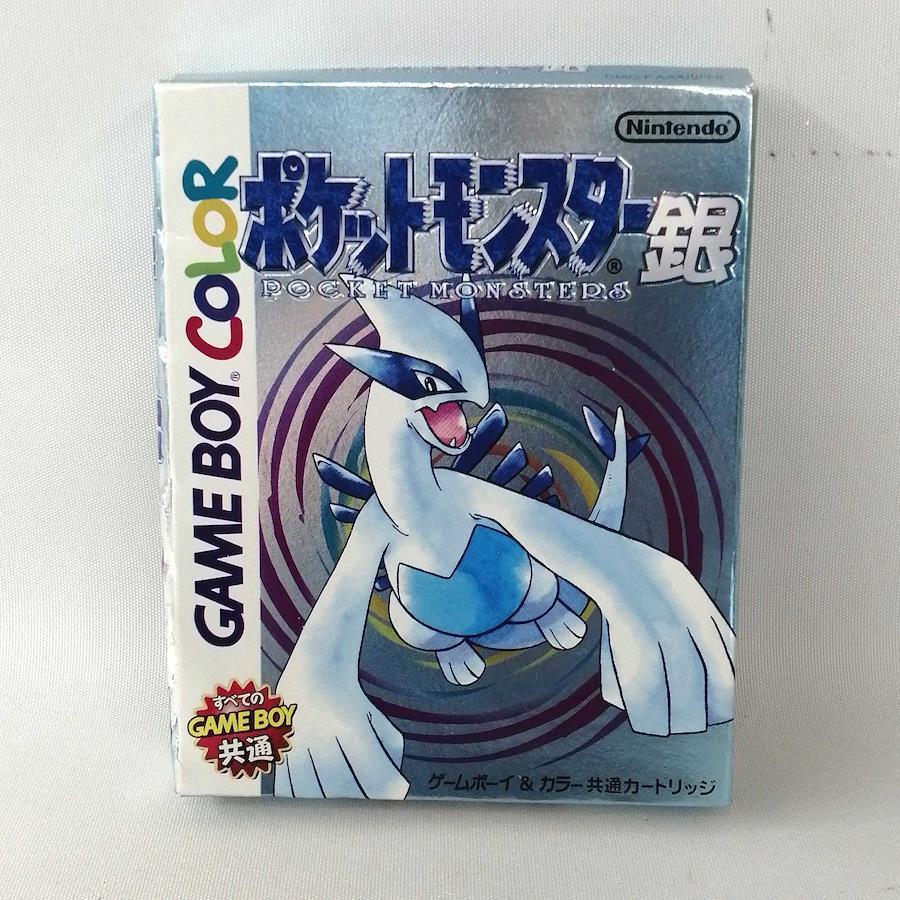 Nintendo®
ポケットモンスター銀
®
POCKET MONSTERS
GAME BOY® COLOR
すべての
GAME BOY
共通
ゲームボーイ & カラー共通カートリッジ